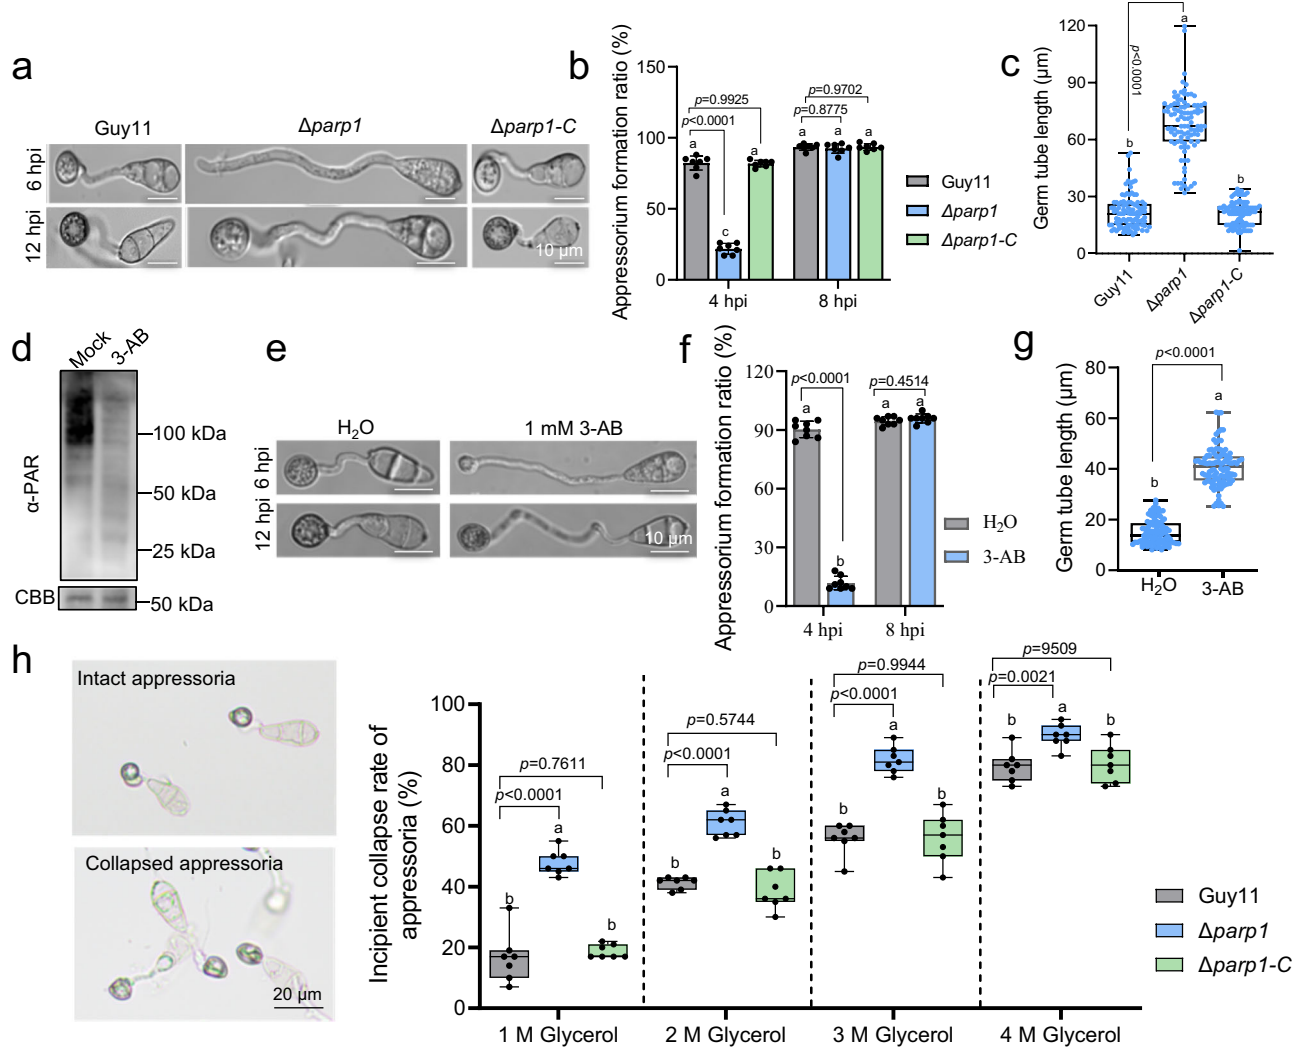 a
Guy11
Δparp1
Δparp1-C
6 hpi
12 hpi
10 μm
b
Appressorium formation ratio (%)
150
100
50
0
p=0.9925
p<0.0001
a
c
a
p=0.9702
p=0.8775
a
a
a
4 hpi
8 hpi
Guy11
Δparp1
Δparp1-C
c
Germ tube length (μm)
120
90
60
30
0
p<0.0001
b
a
b
Guy11
Δparp1
Δparp1-C
d
Mock
3-AB
α-PAR
100 kDa
50 kDa
25 kDa
CBB
50 kDa
e
H₂O
1 mM 3-AB
6 hpi
12 hpi
10 μm
f
Appressorium formation ratio (%)
120
90
60
30
0
p<0.0001
a
b
p=0.4514
a
a
4 hpi
8 hpi
H₂O
3-AB
g
Germ tube length (μm)
80
60
40
20
0
p<0.0001
b
a
H₂O
3-AB
h
Intact appressoria
Collapsed appressoria
20 μm
Incipient collapse rate of
appressoria (%)
100
80
60
40
20
0
p=0.7611
p<0.0001
b
a
b
p=0.5744
p<0.0001
b
a
b
p=0.9944
p<0.0001
b
a
b
p=9509
p=0.0021
b
a
b
1 M Glycerol
2 M Glycerol
3 M Glycerol
4 M Glycerol
Guy11
Δparp1
Δparp1-C